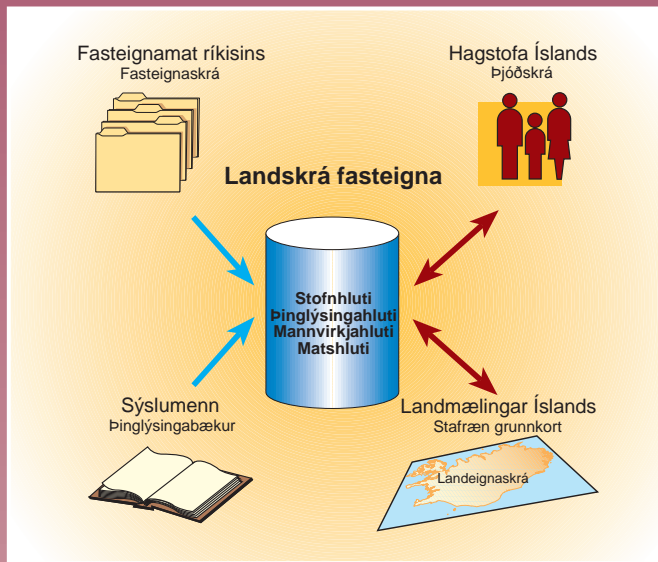 Fasteignamat ríkisins
Fasteignaskrá
Hagstofa Íslands
Þjóðskrá
Landskrá fasteigna
Stofnhluti
Þinglýsingahluti
Mannvirkjahluti
Matshluti
Sýslumenn
Þinglýsingabækur
Landmælingar Íslands
Stafræn grunnkort
Landeignaskrá